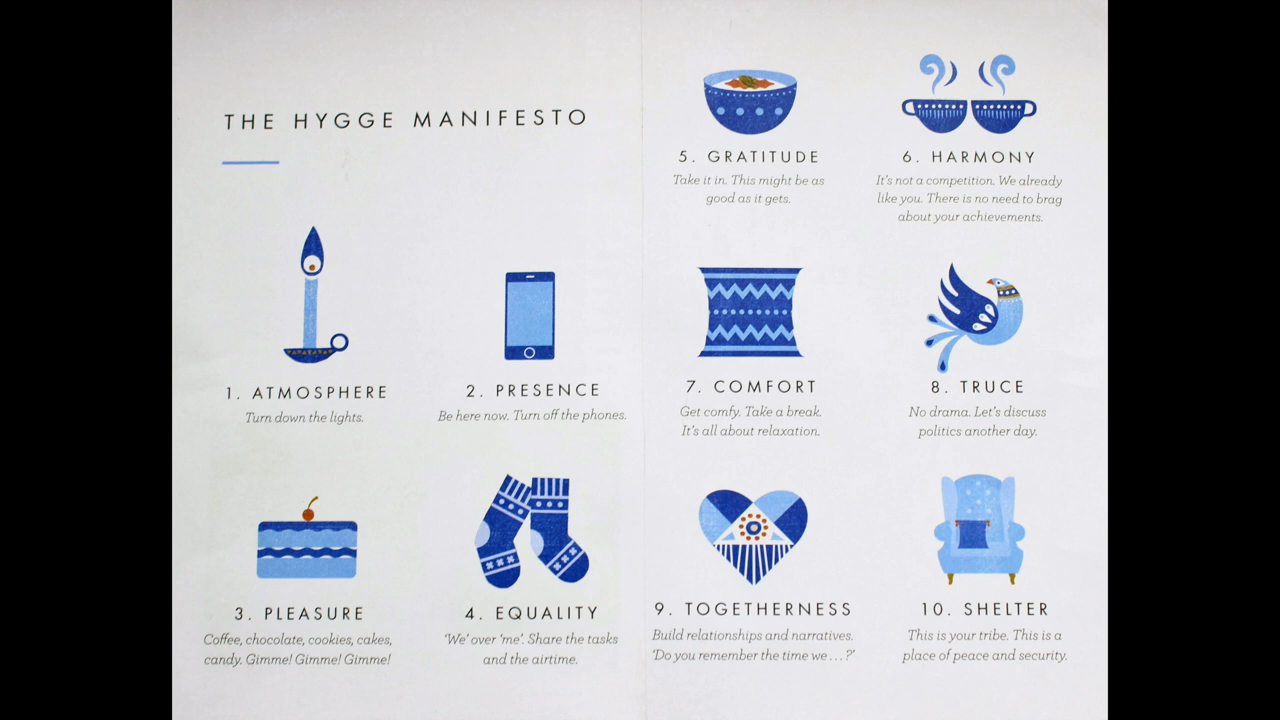 THE HYGGE MANIFESTO
1. ATMOSPHERE
Turn down the lights.
2. PRESENCE
Be here now. Turn off the phones.
3. PLEASURE
Coffee, chocolate, cookies, cakes,
candy. Gimme! Gimme! Gimme!
4. EQUALITY
‘We’ over ‘me’. Share the tasks
and the airtime.
5. GRATITUDE
Take it in. This might be as
good as it gets.
6. HARMONY
It’s not a competition. We already
like you. There is no need to brag
about your achievements.
7. COMFORT
Get comfy. Take a break.
It’s all about relaxation.
8. TRUCE
No drama. Let’s discuss
politics another day.
9. TOGETHERNESS
Build relationships and narratives.
‘Do you remember the time we . . . ?’
10. SHELTER
This is your tribe. This is a
place of peace and security.